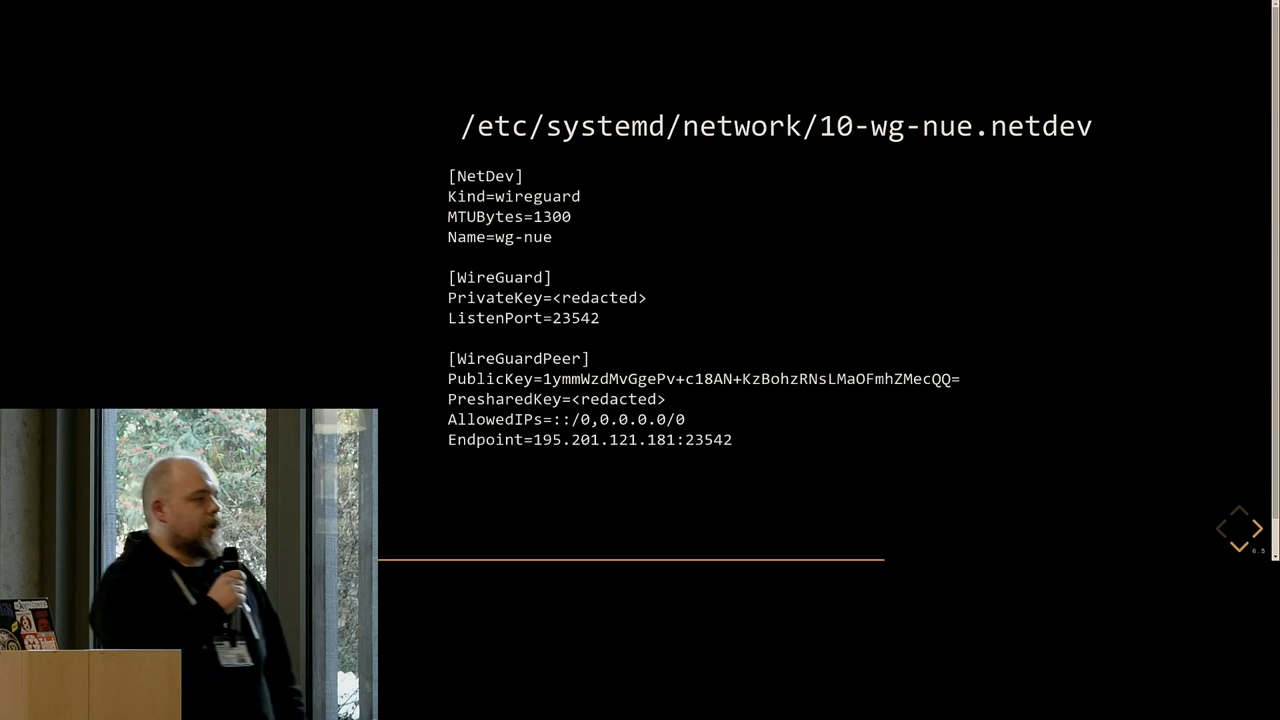 /etc/systemd/network/10-wg-nue.netdev
[NetDev]
Kind=wireguard
MTUBytes=1300
Name=wg-nue
[WireGuard]
PrivateKey=<redacted>
ListenPort=23542
[WireGuardPeer]
PublicKey=1ymmWzdMvGgePv+c18AN+KzBohzRNsLMaOFmhZMecQQ=
PresharedKey=<redacted>
AllowedIPs=::/0,0.0.0.0/0
Endpoint=195.201.121.181:23542
6.5